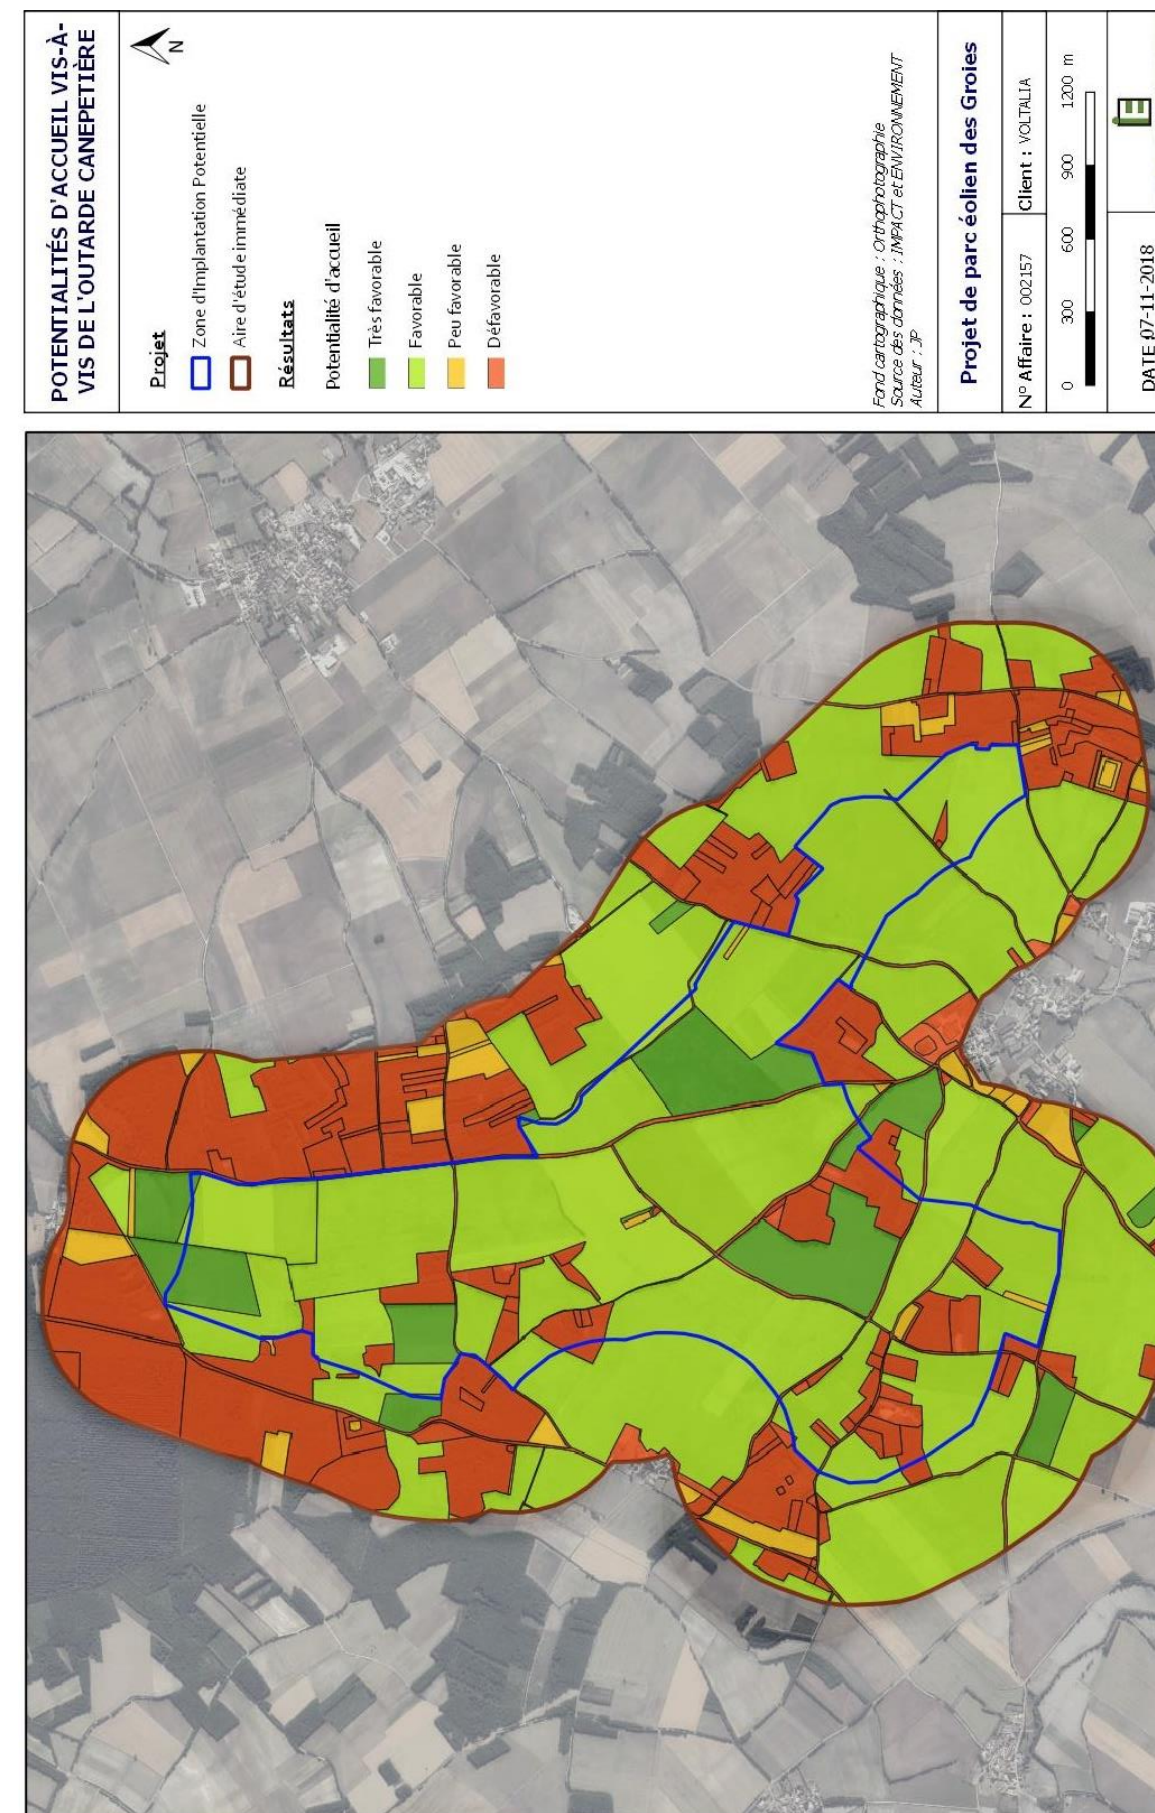 POTENTIALITÉS D'ACCUEIL VIS-À-
VIS DE L'OUTARDE CANEPETIÈRE
N
Projet
Zone d'Implantation Potentielle
Aire d'étude immédiate
Résultats
Potentialité d'accueil
Très favorable
Favorable
Peu favorable
Défavorable
Fond cartographique : Orthophotographie
Source des données : IMPACT et ENVIRONNEMENT
Auteur : JP
Projet de parc éolien des Groies
N° Affaire : 002157
Client : VOLTALIA
0 300 600 900 1200 m
DATE :07-11-2018
IE